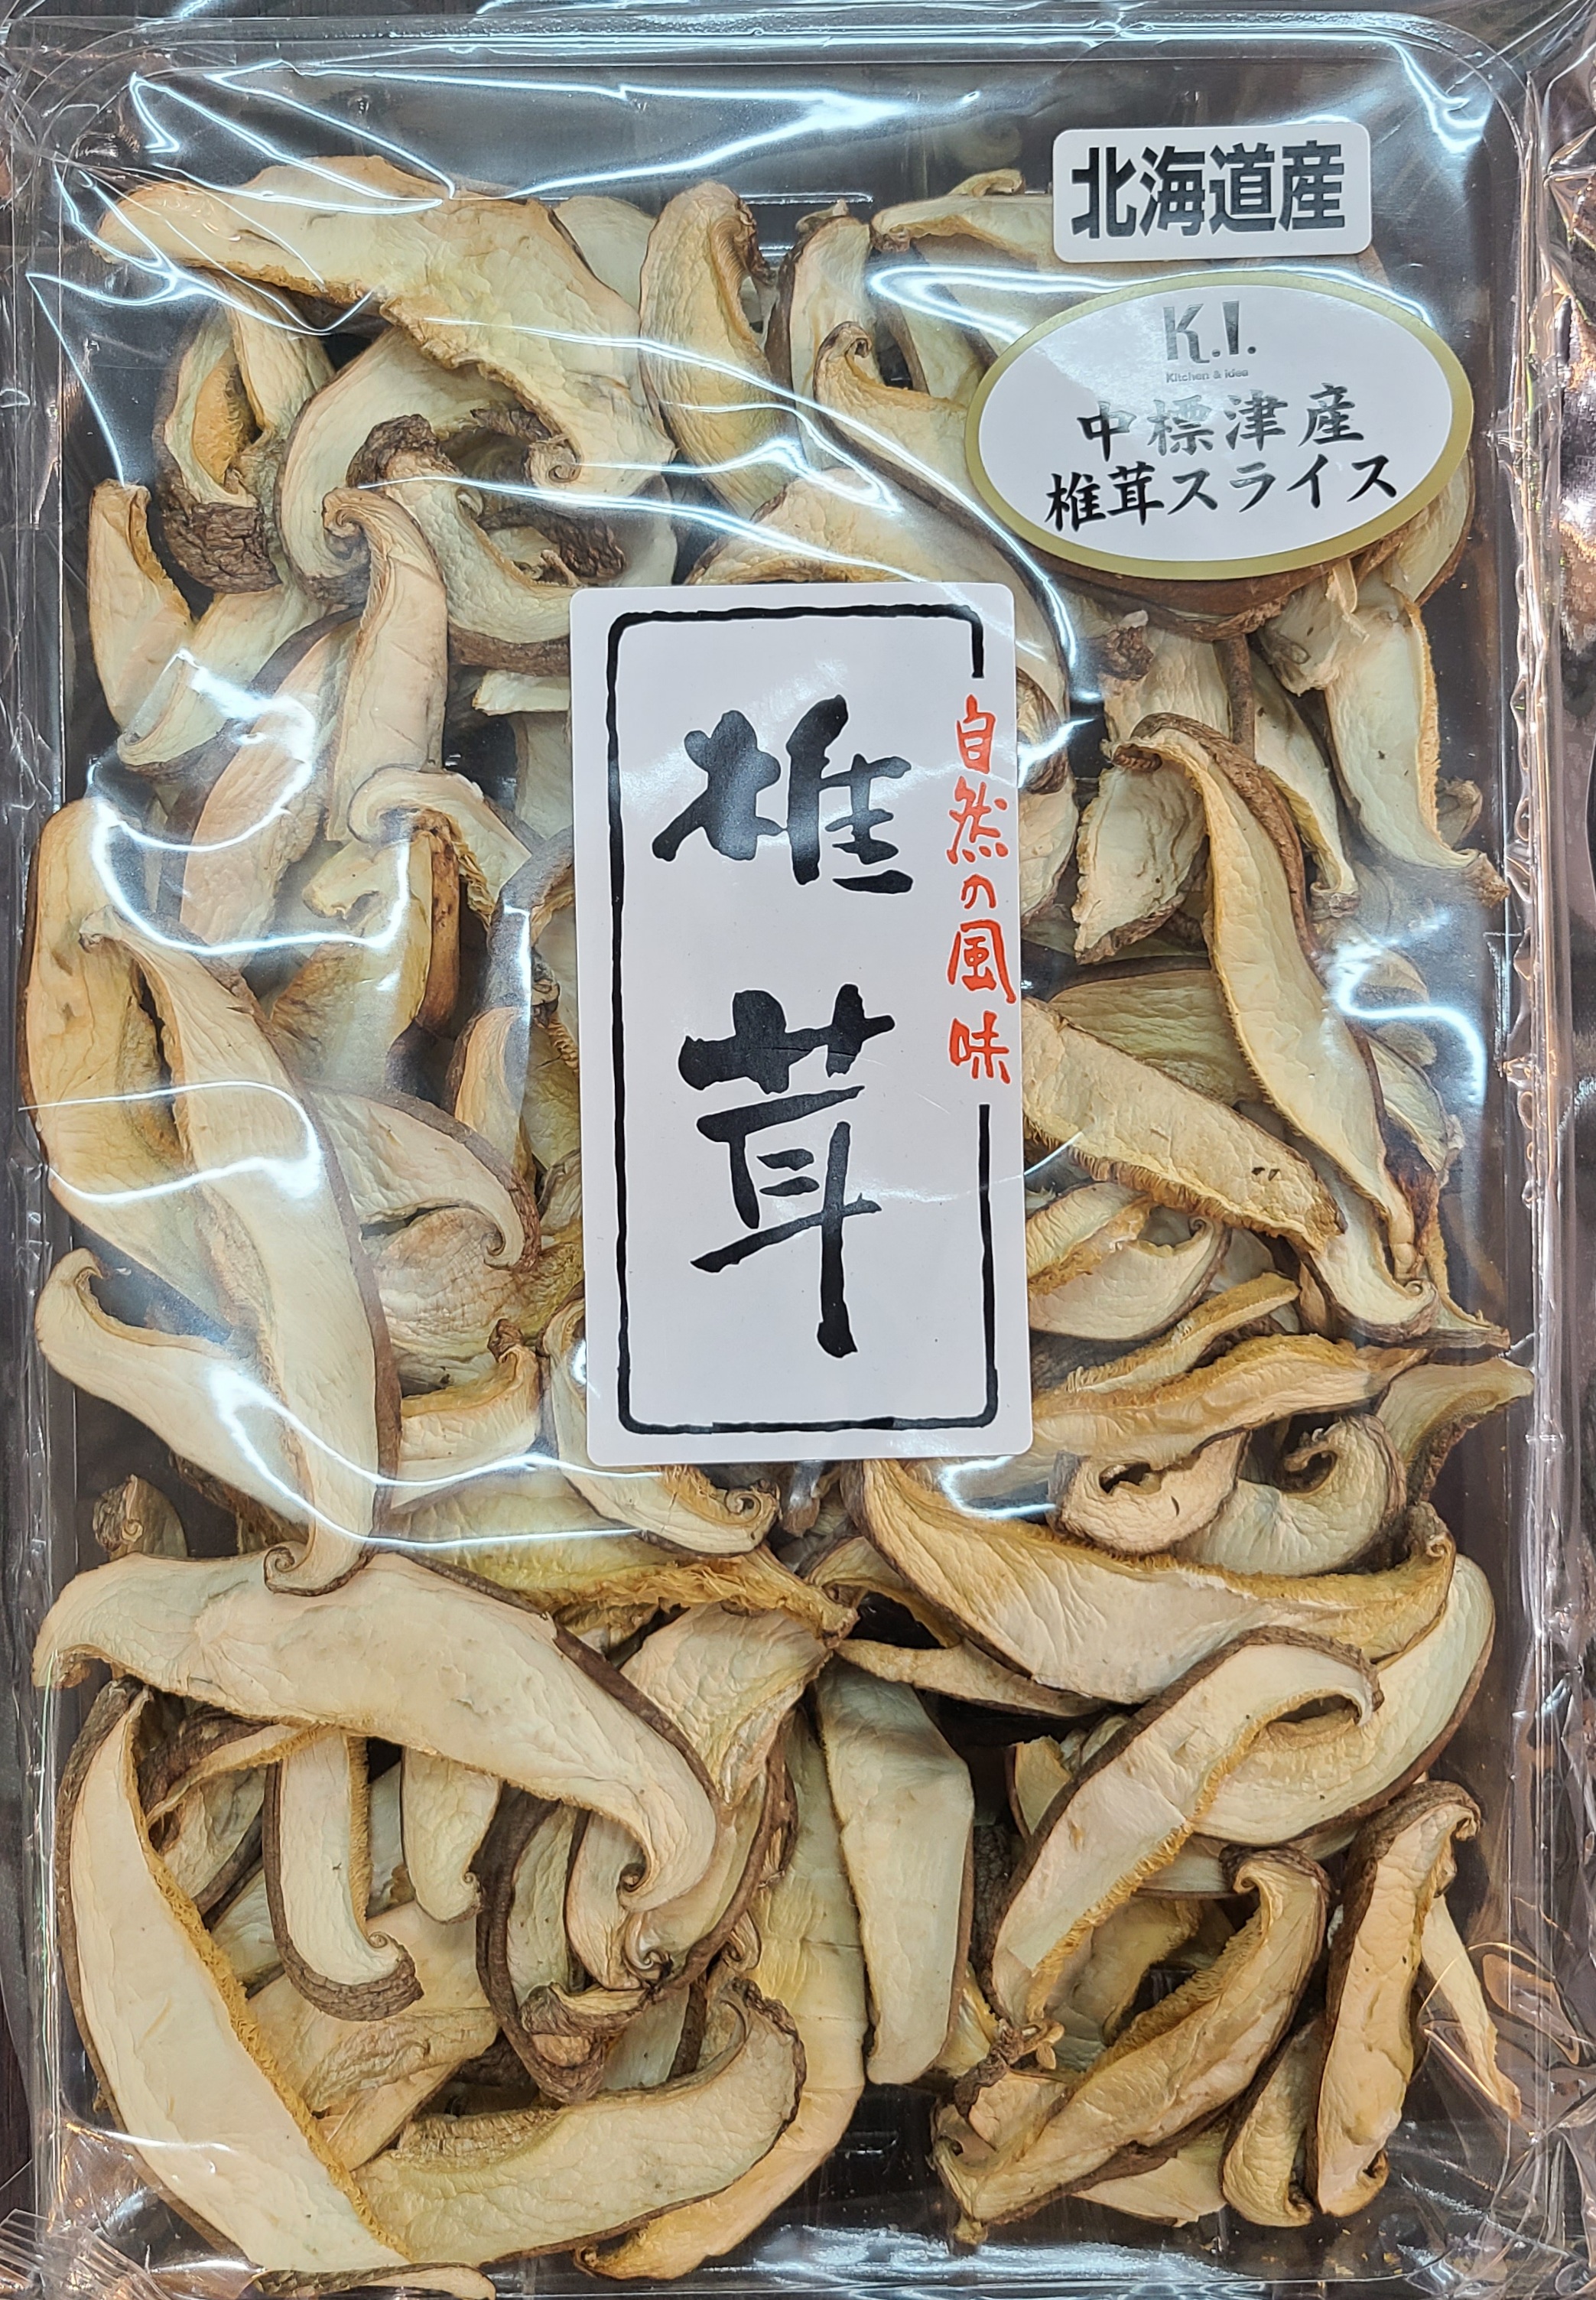 北海道産
K.I.
Kitchen & idea
中標津産
椎茸スライス
自然の風味
椎茸